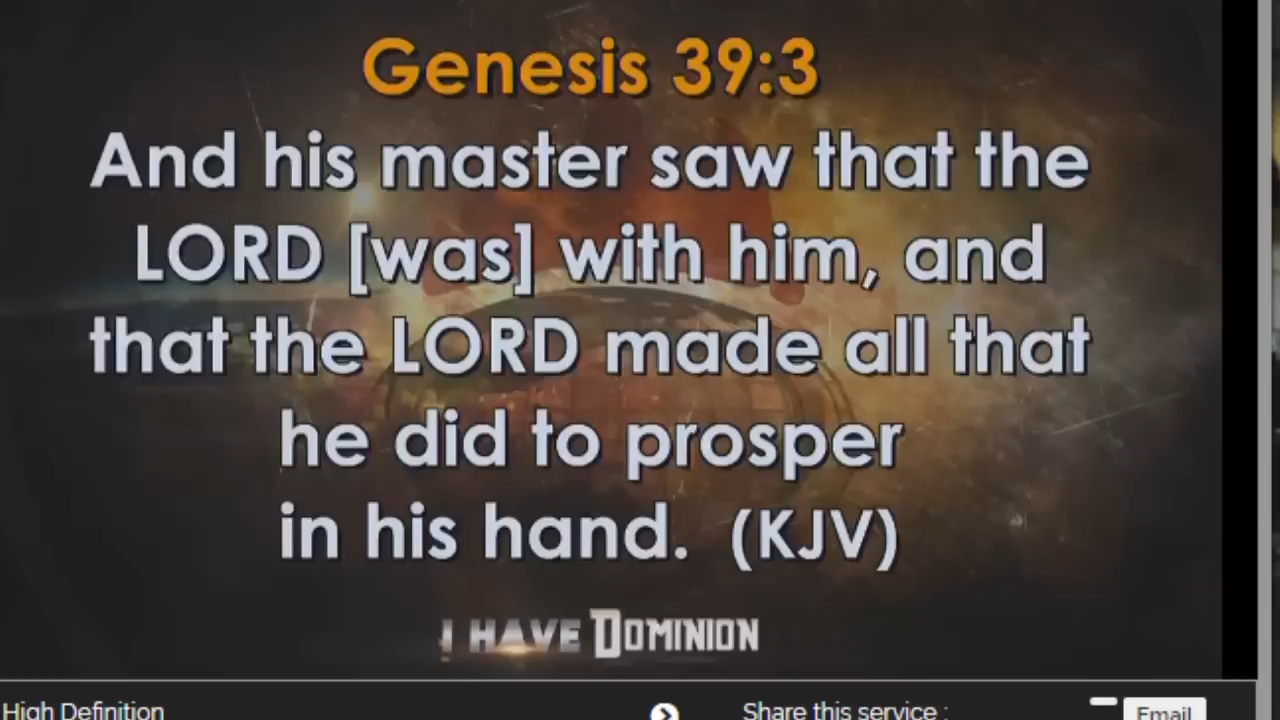 Genesis 39:3
And his master saw that the
LORD [was] with him, and
that the LORD made all that
he did to prosper
in his hand. (KJV)
I HAVE DOMINION
High Definition
Share this service :
Email